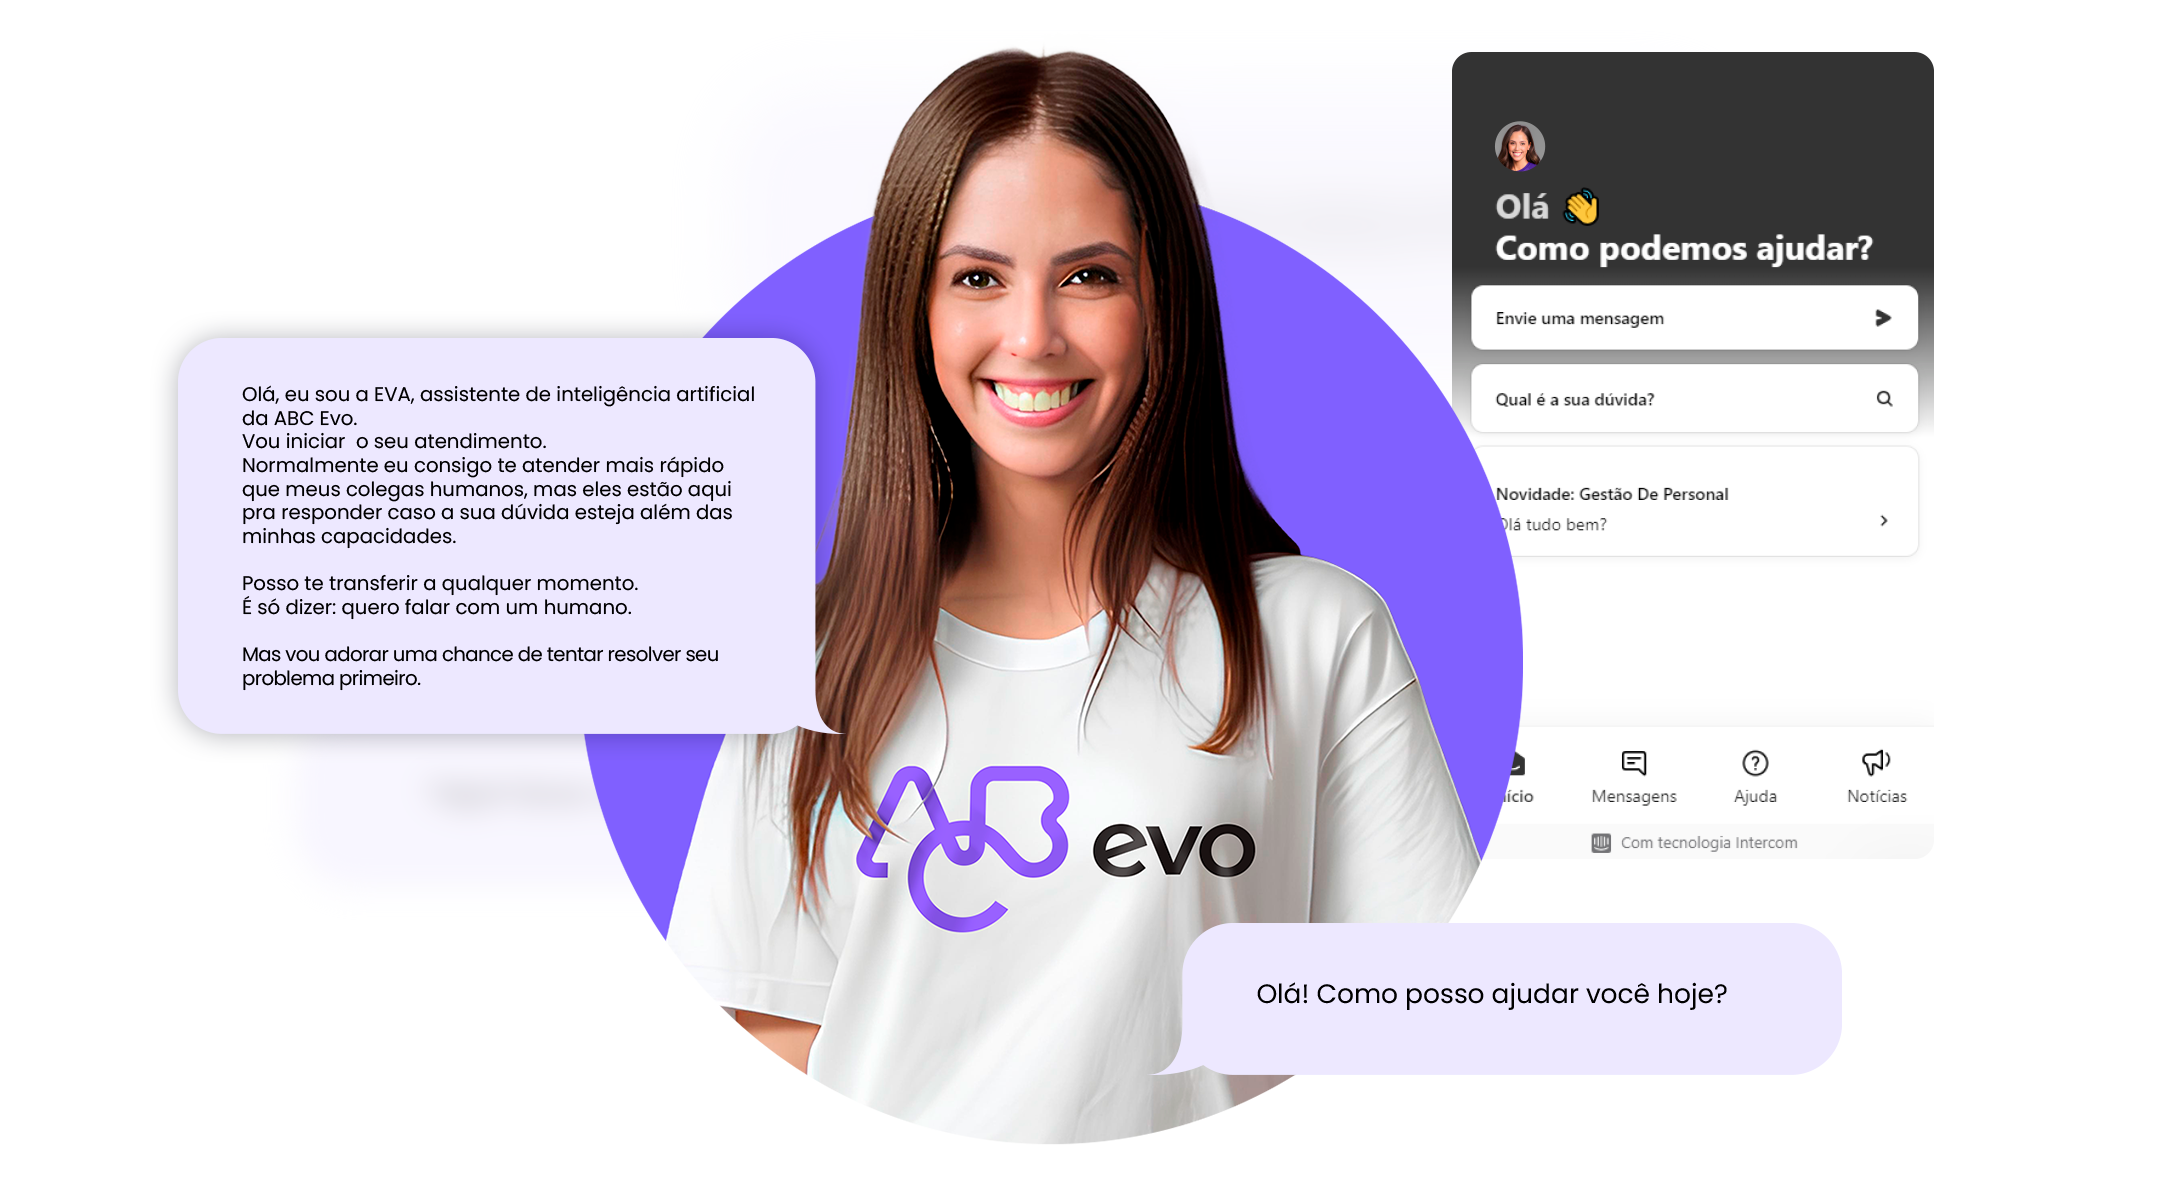 Olá, eu sou a EVA, assistente de inteligência artificial
da ABC Evo.
Vou iniciar  o seu atendimento.
Normalmente eu consigo te atender mais rápido
que meus colegas humanos, mas eles estão aqui
pra responder caso a sua dúvida esteja além das
minhas capacidades.
Posso te transferir a qualquer momento.
É só dizer: quero falar com um humano.
Mas vou adorar uma chance de tentar resolver seu
problema primeiro.
ABC evo
Olá 👋
Como podemos ajudar?
Envie uma mensagem
Qual é a sua dúvida?
Novidade: Gestão De Personal
Olá tudo bem?
Mensagens
Ajuda
Notícias
Com tecnologia Intercom
Olá! Como posso ajudar você hoje?